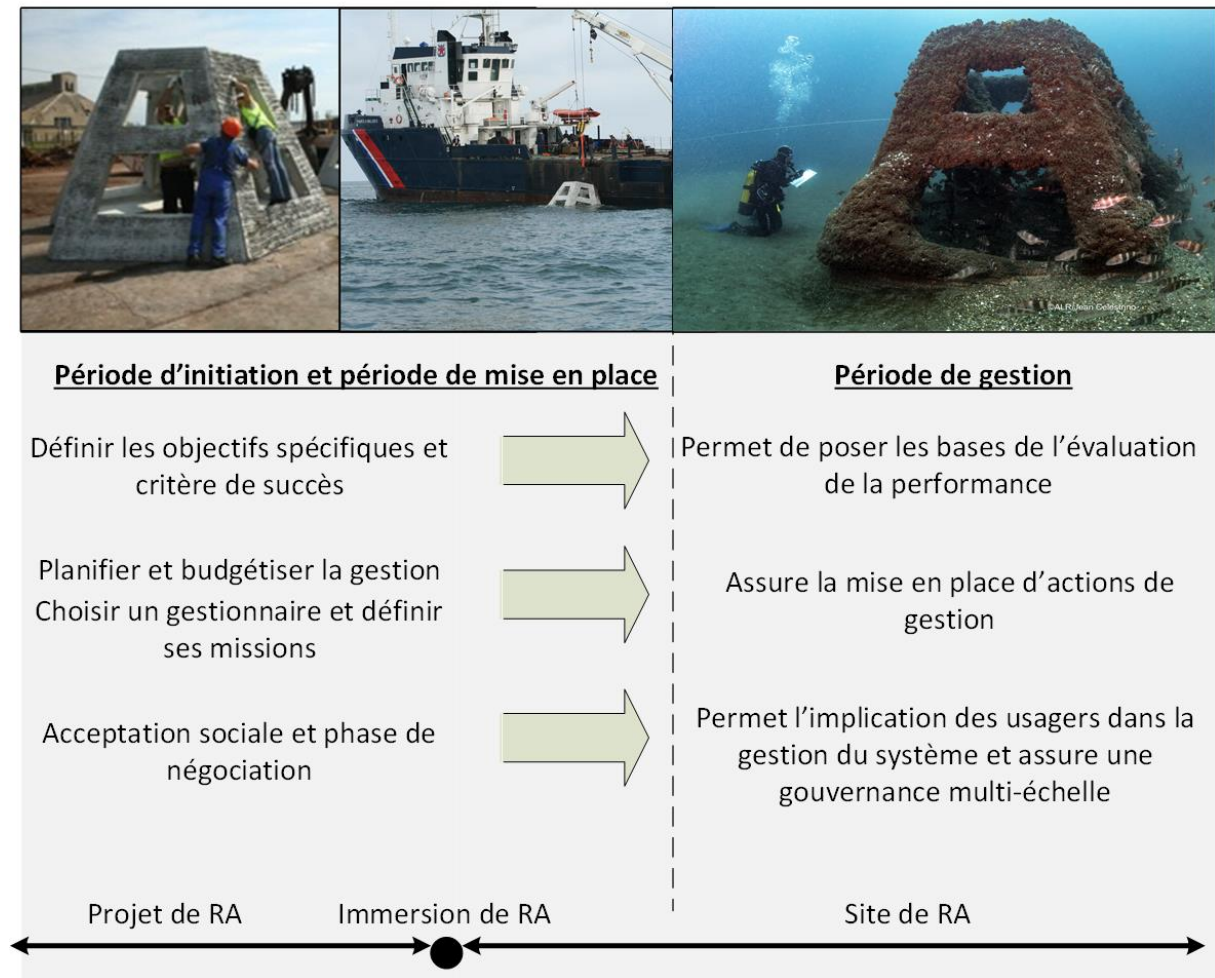 ©ALR/Jean Celestrino
Période d’initiation et période de mise en place
Période de gestion
Définir les objectifs spécifiques et
critère de succès
Permet de poser les bases de l’évaluation
de la performance
Planifier et budgétiser la gestion
Choisir un gestionnaire et définir
ses missions
Assure la mise en place d’actions de
gestion
Acceptation sociale et phase de
négociation
Permet l’implication des usagers dans la
gestion du système et assure une
gouvernance multi-échelle
Projet de RA
Immersion de RA
Site de RA